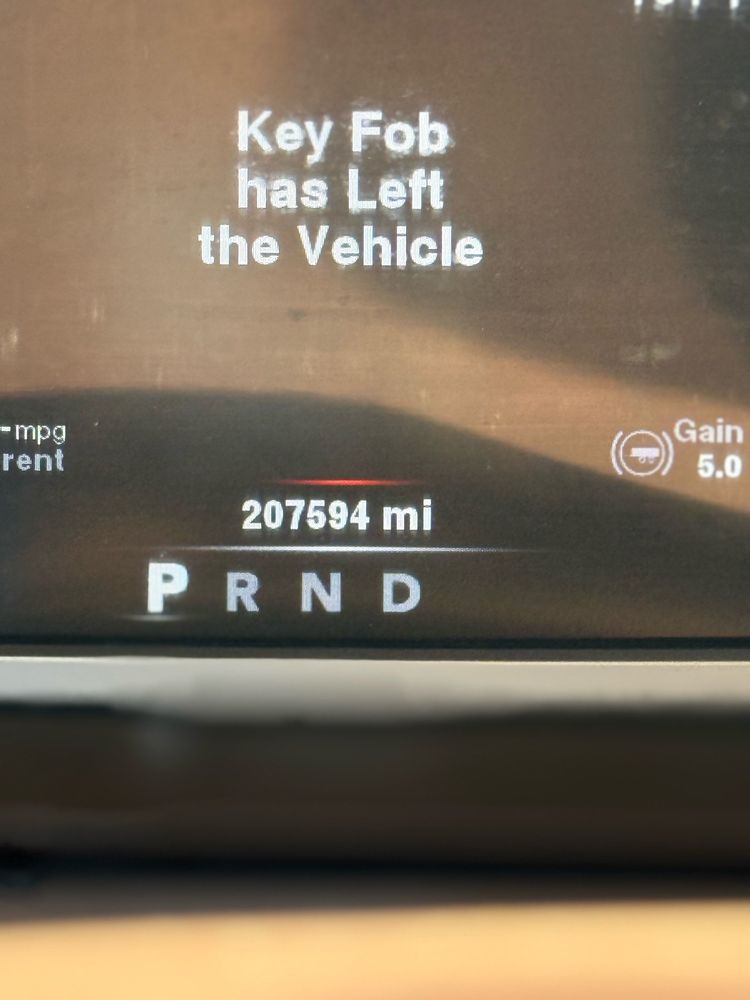 Key Fob
has Left
the Vehicle
mpg
rent
Gain
5.0
207594 mi
P R N D